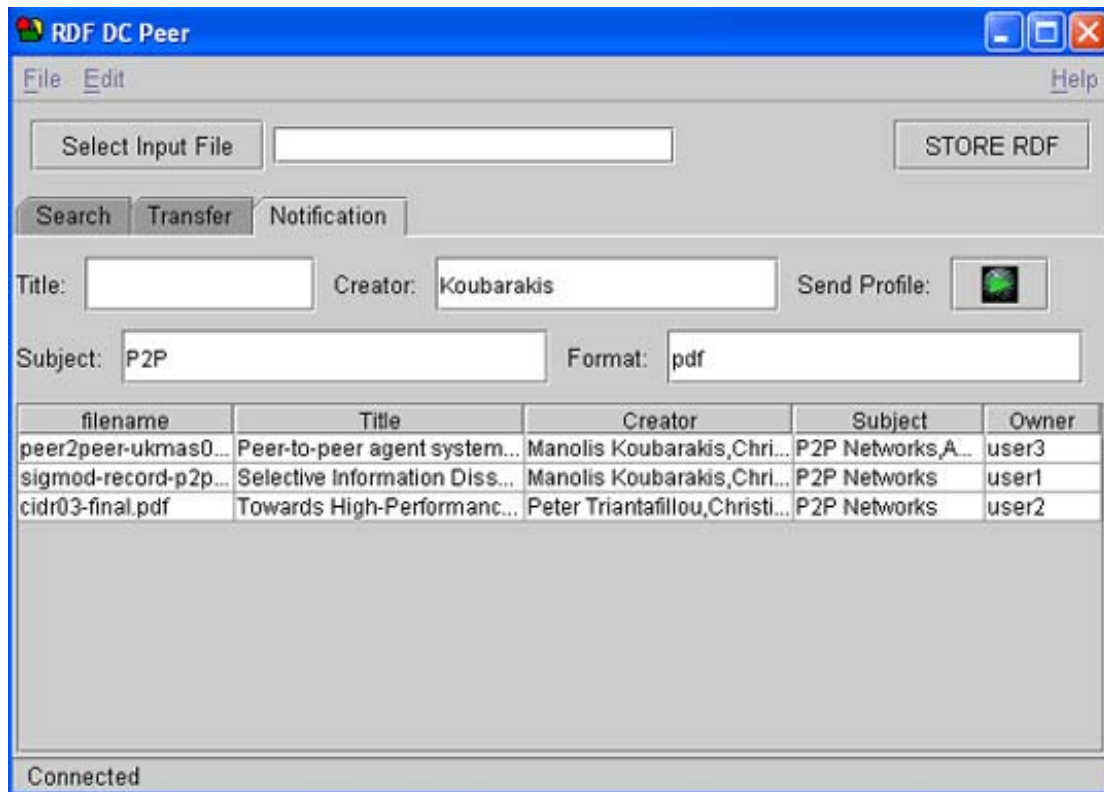 RDF DC Peer
File Edit Help
Select Input File STORE RDF
Search Transfer Notification
Title: Creator: Koubarakis Send Profile:
Subject: P2P Format: pdf
filename Title Creator Subject Owner
peer2peer-ukmas0... Peer-to-peer agent system... Manolis Koubarakis,Chri... P2P Networks,A... user3
sigmod-record-p2p... Selective Information Diss... Manolis Koubarakis,Chri... P2P Networks user1
cidr03-final.pdf Towards High-Performanc... Peter Triantafillou,Christi... P2P Networks user2
Connected